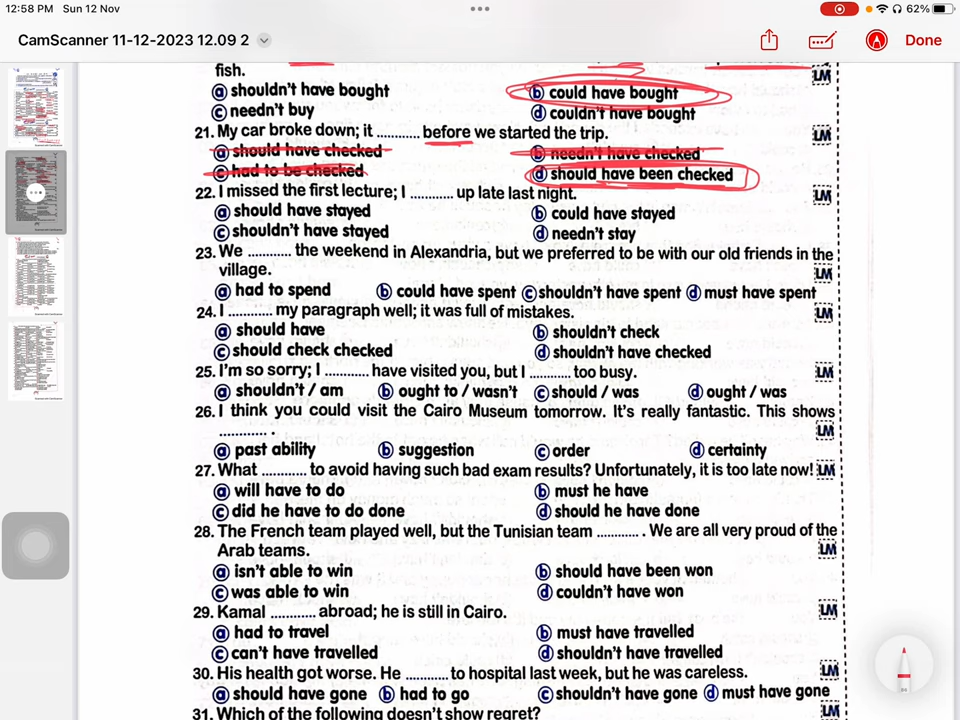 12:58 PM Sun 12 Nov
62%
CamScanner 11-12-2023 12.09 2
Done
fish.
ⓐ shouldn't have bought ⓑ could have bought
ⓒ needn't buy ⓓ couldn't have bought
21. My car broke down; it ............ before we started the trip.
ⓐ should have checked ⓑ needn't have checked
ⓒ had to be checked ⓓ should have been checked
22. I missed the first lecture; I ............ up late last night.
ⓐ should have stayed ⓑ could have stayed
ⓒ shouldn't have stayed ⓓ needn't stay
23. We ............ the weekend in Alexandria, but we preferred to be with our old friends in the
village.
ⓐ had to spend ⓑ could have spent ⓒ shouldn't have spent ⓓ must have spent
24. I ............ my paragraph well; it was full of mistakes.
ⓐ should have ⓑ shouldn't check
ⓒ should check checked ⓓ shouldn't have checked
25. I'm so sorry; I ............ have visited you, but I ............ too busy.
ⓐ shouldn't / am ⓑ ought to / wasn't ⓒ should / was ⓓ ought / was
26. I think you could visit the Cairo Museum tomorrow. It's really fantastic. This shows
............ .
ⓐ past ability ⓑ suggestion ⓒ order ⓓ certainty
27. What ............ to avoid having such bad exam results? Unfortunately, it is too late now!
ⓐ will have to do ⓑ must he have
ⓒ did he have to do done ⓓ should he have done
28. The French team played well, but the Tunisian team ............ . We are all very proud of the
Arab teams.
ⓐ isn't able to win ⓑ should have been won
ⓒ was able to win ⓓ couldn't have won
29. Kamal ............ abroad; he is still in Cairo.
ⓐ had to travel ⓑ must have travelled
ⓒ can't have travelled ⓓ shouldn't have travelled
30. His health got worse. He ............ to hospital last week, but he was careless.
ⓐ should have gone ⓑ had to go ⓒ shouldn't have gone ⓓ must have gone
31. Which of the following doesn't show regret?